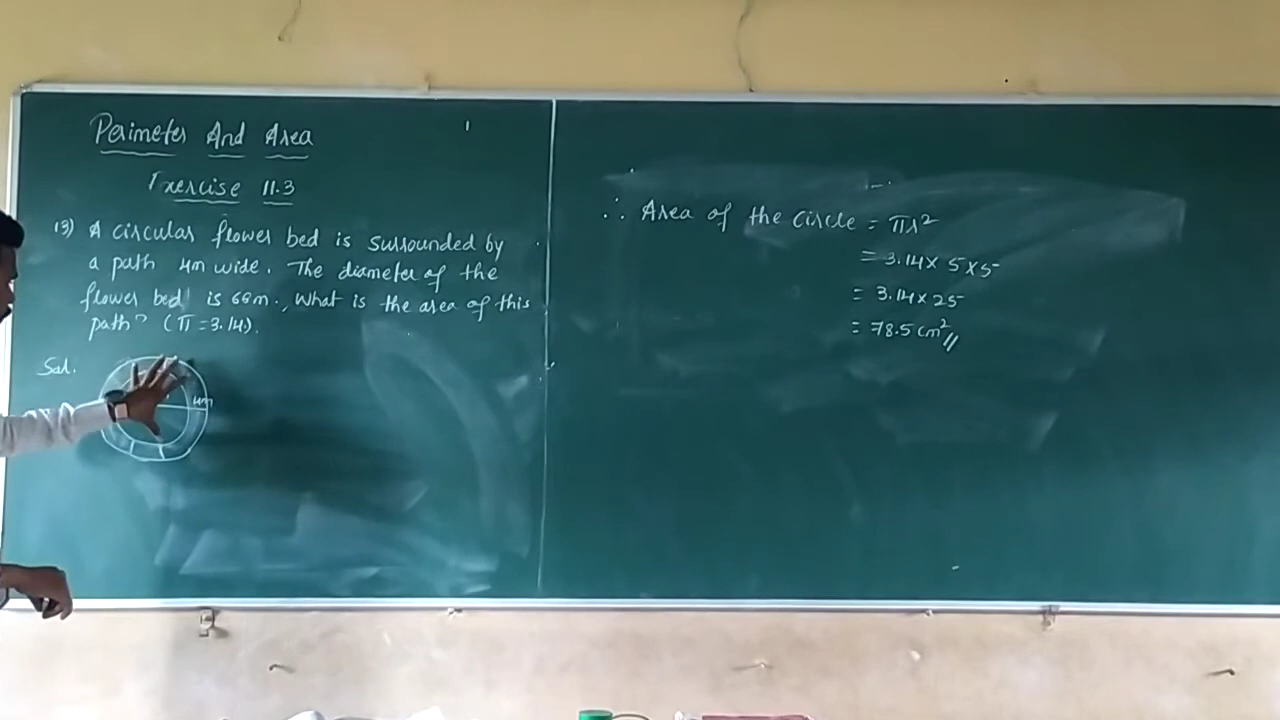 Perimeter And Area
Exercise 11.3
13) A circular flower bed is surrounded by
a path 4m wide. The diameter of the
flower bed is 66m., What is the area of this
path? (π=3.14).
Sol.
4m
∴ Area of the circle = πr²
= 3.14 × 5 × 5
= 3.14 × 25
= 78.5 cm²//